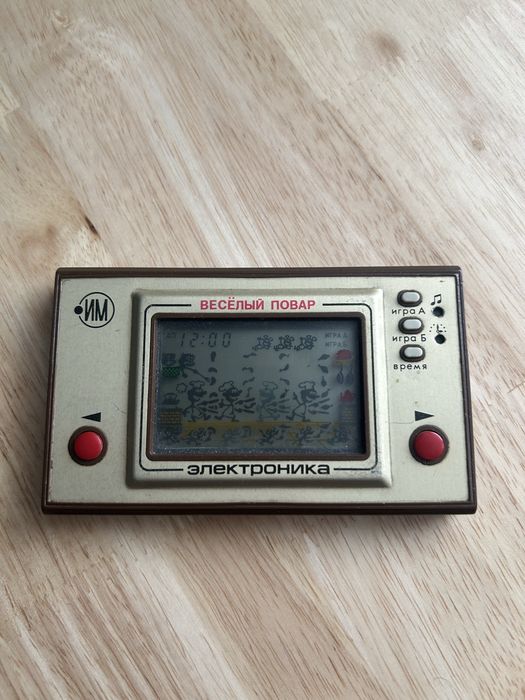 ИМ
ВЕСЁЛЫЙ ПОВАР
12:00
ИГРА А
ИГРА Б
игра А
игра Б
время
электроника